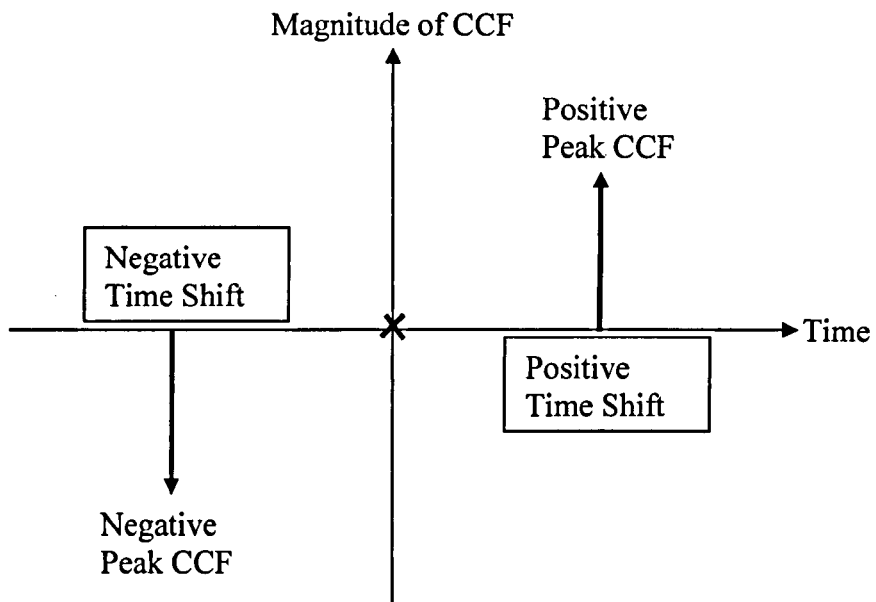 Magnitude of CCF
Positive
Peak CCF
Negative
Time Shift
Time
Positive
Time Shift
Negative
Peak CCF